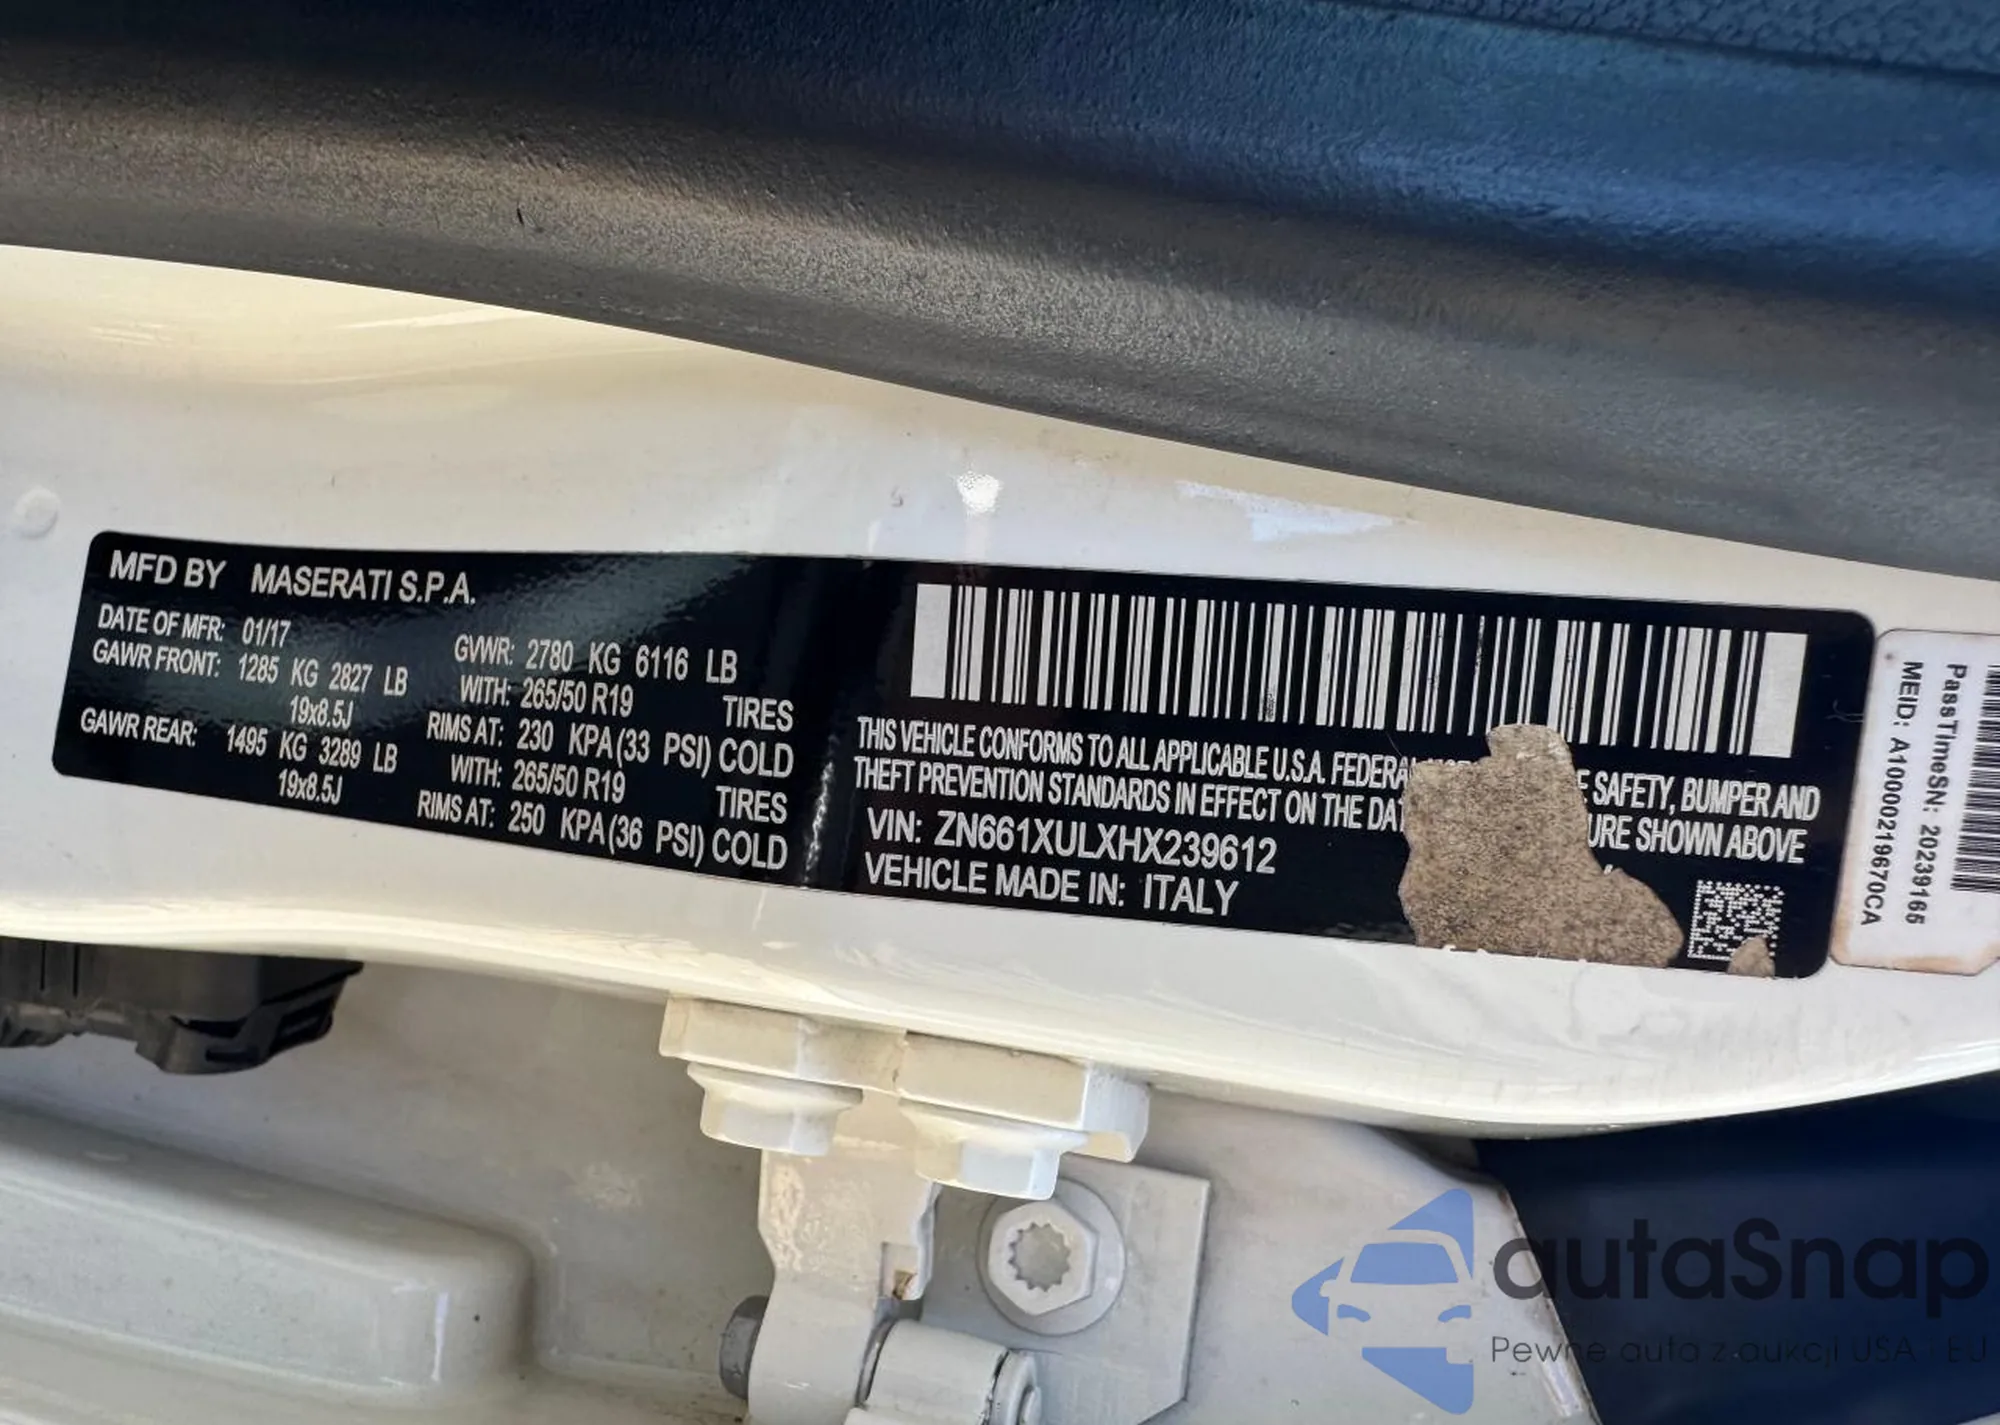 MFD BY MASERATI S.P.A.
DATE OF MFR: 01/17
GVWR: 2780 KG 6116 LB
GAWR FRONT: 1285 KG 2827 LB
WITH: 265/50 R19 TIRES
19x8.5J
RIMS AT: 230 KPA(33 PSI) COLD
GAWR REAR: 1495 KG 3289 LB
WITH: 265/50 R19 TIRES
19x8.5J
RIMS AT: 250 KPA(36 PSI) COLD
THIS VEHICLE CONFORMS TO ALL APPLICABLE U.S.A. FEDERAL SAFETY, BUMPER AND
THEFT PREVENTION STANDARDS IN EFFECT ON THE DA URE SHOWN ABOVE
VIN: ZN661XULXHX239612
VEHICLE MADE IN: ITALY
PassTimeSN: 20239165
MEID: A10000219670CA
autaSnap
Pewne auta z aukcji USA i EU